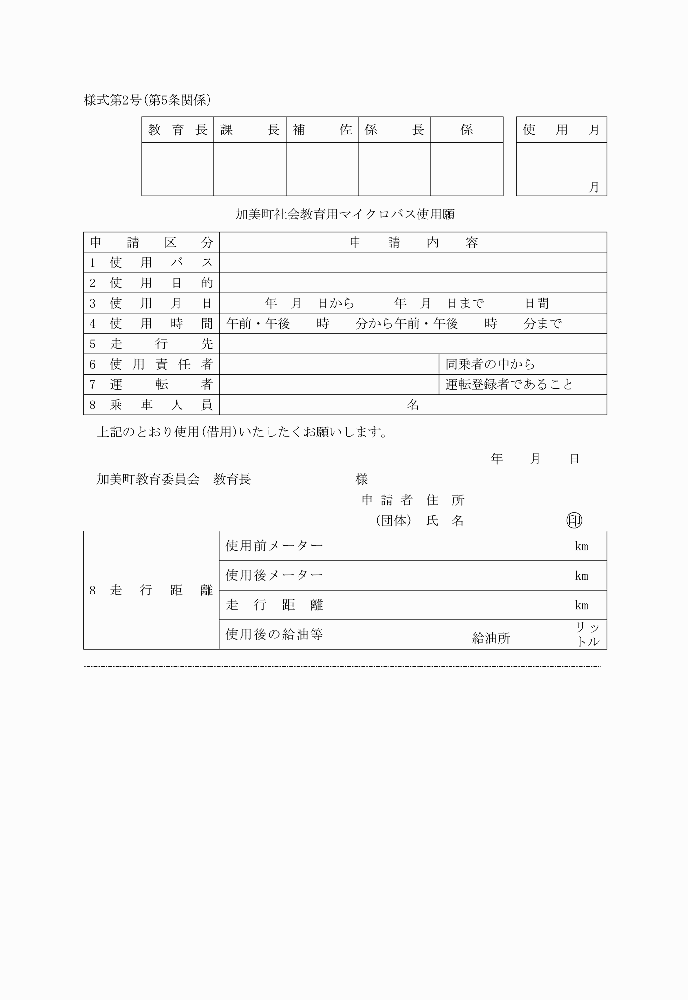 様式第2号(第5条関係)
教育長 課長 補佐 係長 係 使用月
月
加美町社会教育用マイクロバス使用願
申請区分 申請内容
1 使用バス
2 使用目的
3 使用月日 年 月 日から 年 月 日まで 日間
4 使用時間 午前・午後 時 分から午前・午後 時 分まで
5 走行先
6 使用責任者 同乗者の中から
7 運転者 運転登録者であること
8 乗車人員 名
上記のとおり使用(借用)いたしたくお願いします。
年 月 日
加美町教育委員会 教育長 様
申請者 住所
(団体) 氏名 ㊞
8 走行距離
使用前メーター km
使用後メーター km
走行距離 km
使用後の給油等 給油所 リッ
トル